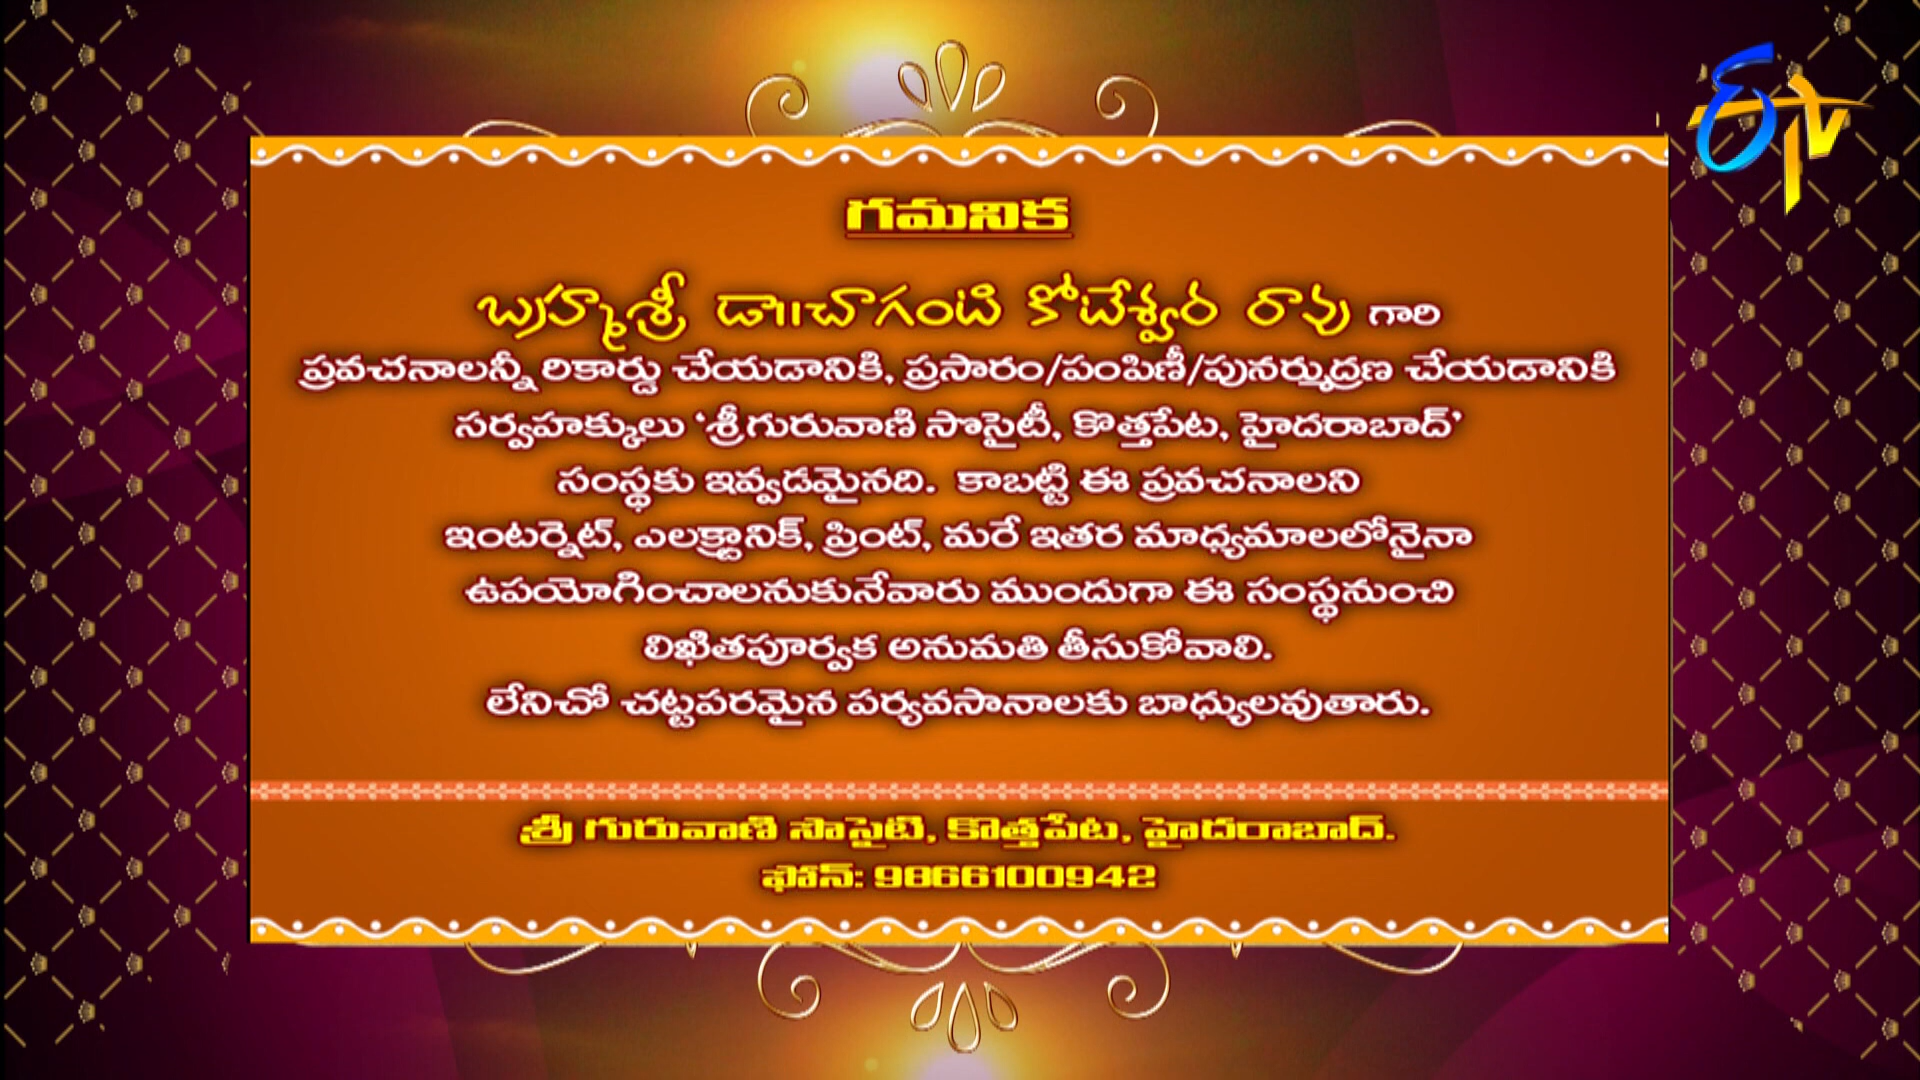 ETV
గమనిక
బ్రహ్మశ్రీ డా॥చాగంటి కోటేశ్వర రావు గారి
ప్రవచనాలన్నీ రికార్డు చేయడానికి, ప్రసారం/పంపిణీ/పునర్ముద్రణ చేయడానికి
సర్వహక్కులు ‘శ్రీగురువాణి సొసైటీ, కొత్తపేట, హైదరాబాద్’
సంస్థకు ఇవ్వడమైనది. కాబట్టి ఈ ప్రవచనాలని
ఇంటర్నెట్, ఎలక్ట్రానిక్, ప్రింట్, మరే ఇతర మాధ్యమాలలోనైనా
ఉపయోగించాలనుకునేవారు ముందుగా ఈ సంస్థనుంచి
లిఖితపూర్వక అనుమతి తీసుకోవాలి.
లేనిచో చట్టపరమైన పర్యవసానాలకు బాధ్యులవుతారు.
శ్రీ గురువాణి సొసైటి, కొత్తపేట, హైదరాబాద్.
ఫోన్: 9866100942